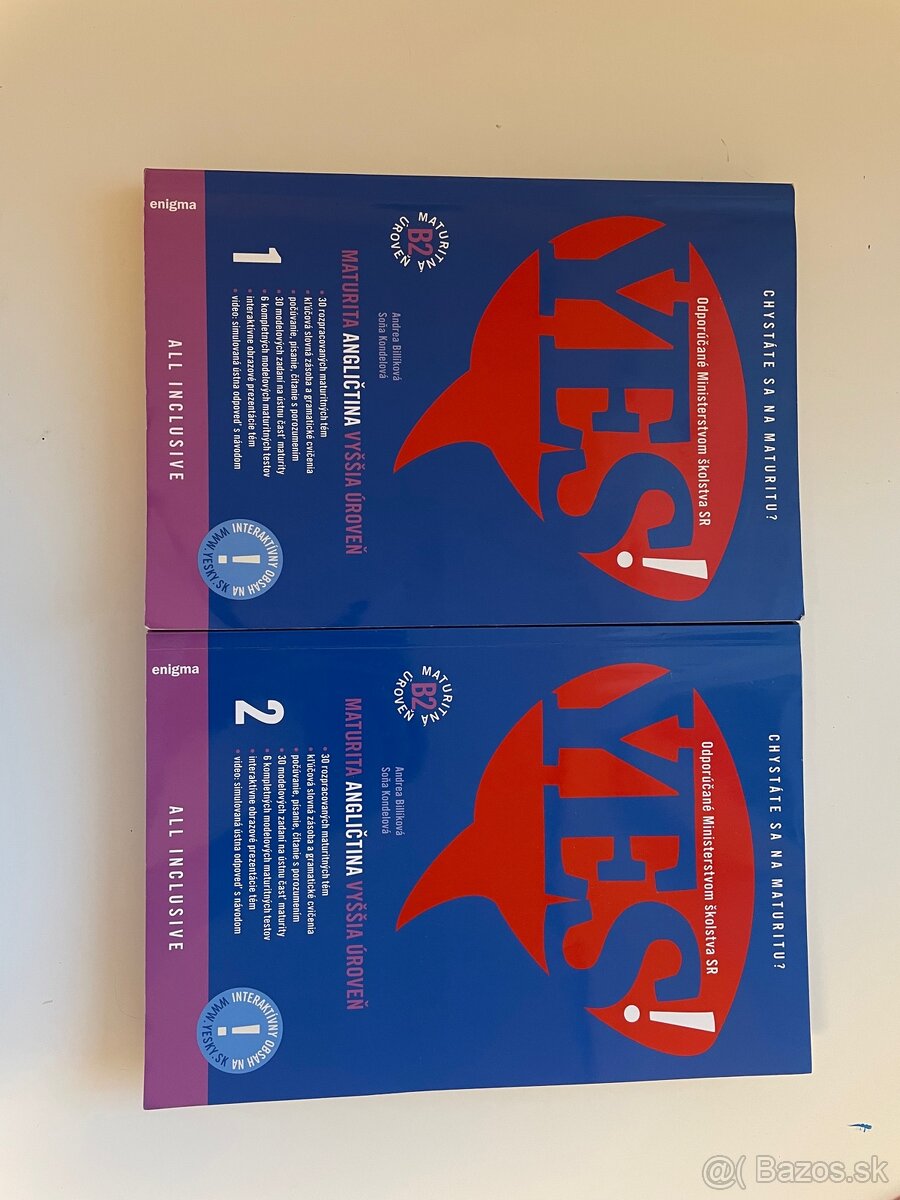 CHYSTÁTE SA NA MATURITU?
Odporúčané Ministerstvom školstva SR
YES!
Andrea Billíková
Soňa Kondelová
MATURITNÁ ÚROVEŇ
B2
MATURITA ANGLIČTINA VYŠŠIA ÚROVEŇ
• 30 rozpracovaných maturitných tém
• kľúčová slovná zásoba a gramatické cvičenia
• počúvanie, písanie, čítanie s porozumením
• 30 modelových zadaní na ústnu časť maturity
• 6 kompletných modelových maturitných testov
• interaktívne obrazové prezentácie tém
• video: simulovaná ústna odpoveď s návodom
1
INTERAKTÍVNY OBSAH NA
WWW.YESKY.SK
!
enigma
ALL INCLUSIVE
CHYSTÁTE SA NA MATURITU?
Odporúčané Ministerstvom školstva SR
YES!
Andrea Billíková
Soňa Kondelová
MATURITNÁ ÚROVEŇ
B2
MATURITA ANGLIČTINA VYŠŠIA ÚROVEŇ
• 30 rozpracovaných maturitných tém
• kľúčová slovná zásoba a gramatické cvičenia
• počúvanie, písanie, čítanie s porozumením
• 30 modelových zadaní na ústnu časť maturity
• 6 kompletných modelových maturitných testov
• interaktívne obrazové prezentácie tém
• video: simulovaná ústna odpoveď s návodom
2
INTERAKTÍVNY OBSAH NA
WWW.YESKY.SK
!
enigma
ALL INCLUSIVE
@( Bazos.sk